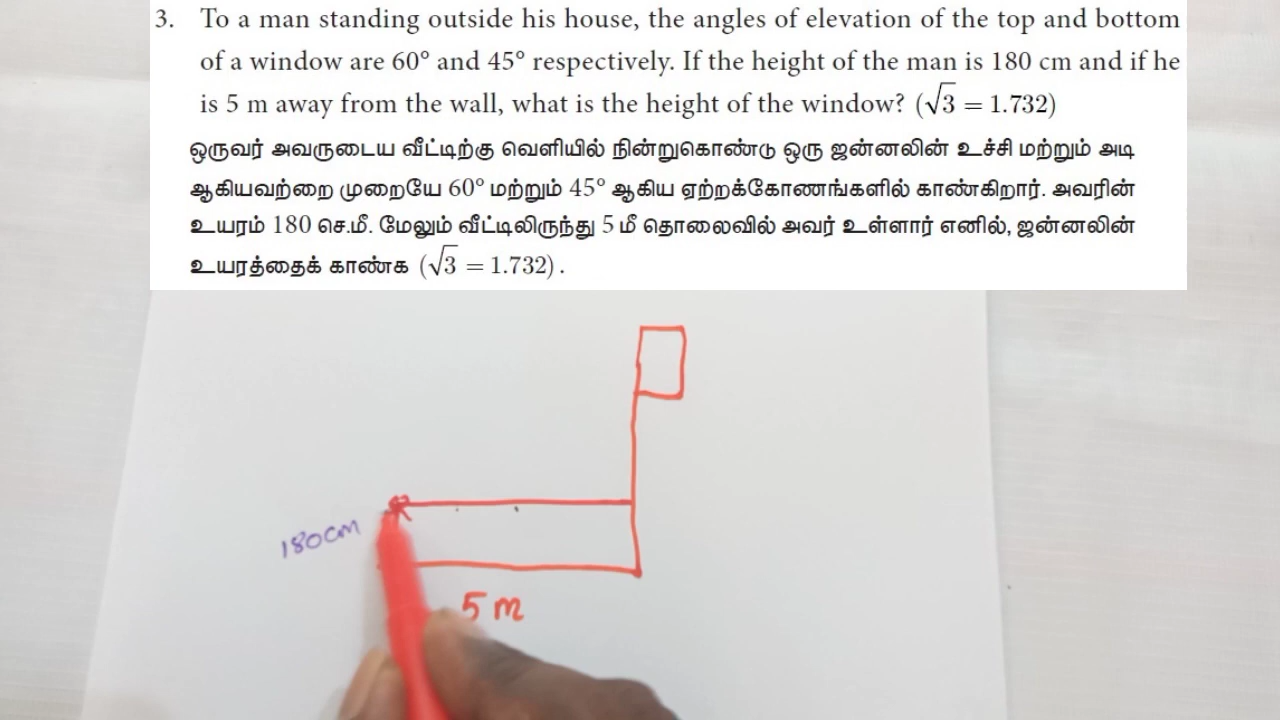 3. To a man standing outside his house, the angles of elevation of the top and bottom
of a window are 60° and 45° respectively. If the height of the man is 180 cm and if he
is 5 m away from the wall, what is the height of the window? (√3 = 1.732)
ஒருவர் அவருடைய வீட்டிற்கு வெளியில் நின்றுகொண்டு ஒரு ஜன்னலின் உச்சி மற்றும் அடி
ஆகியவற்றை முறையே 60° மற்றும் 45° ஆகிய ஏற்றக்கோணங்களில் காண்கிறார். அவரின்
உயரம் 180 செ.மீ. மேலும் வீட்டிலிருந்து 5 மீ தொலைவில் அவர் உள்ளார் எனில், ஜன்னலின்
உயரத்தைக் காண்க (√3 = 1.732).
180cm
5 m